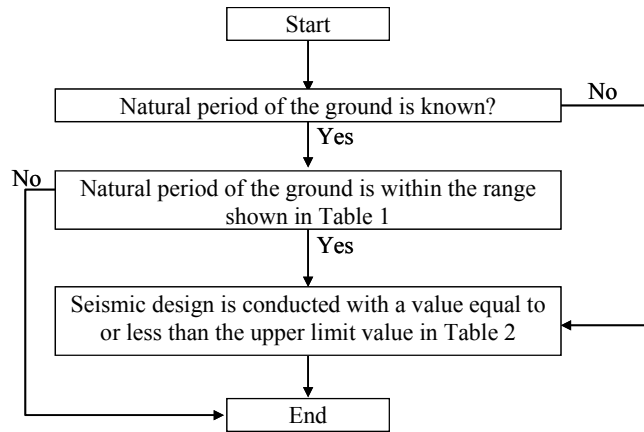 Start
Natural period of the ground is known?
No
Yes
No
Natural period of the ground is within the range
shown in Table 1
Yes
Seismic design is conducted with a value equal to
or less than the upper limit value in Table 2
End